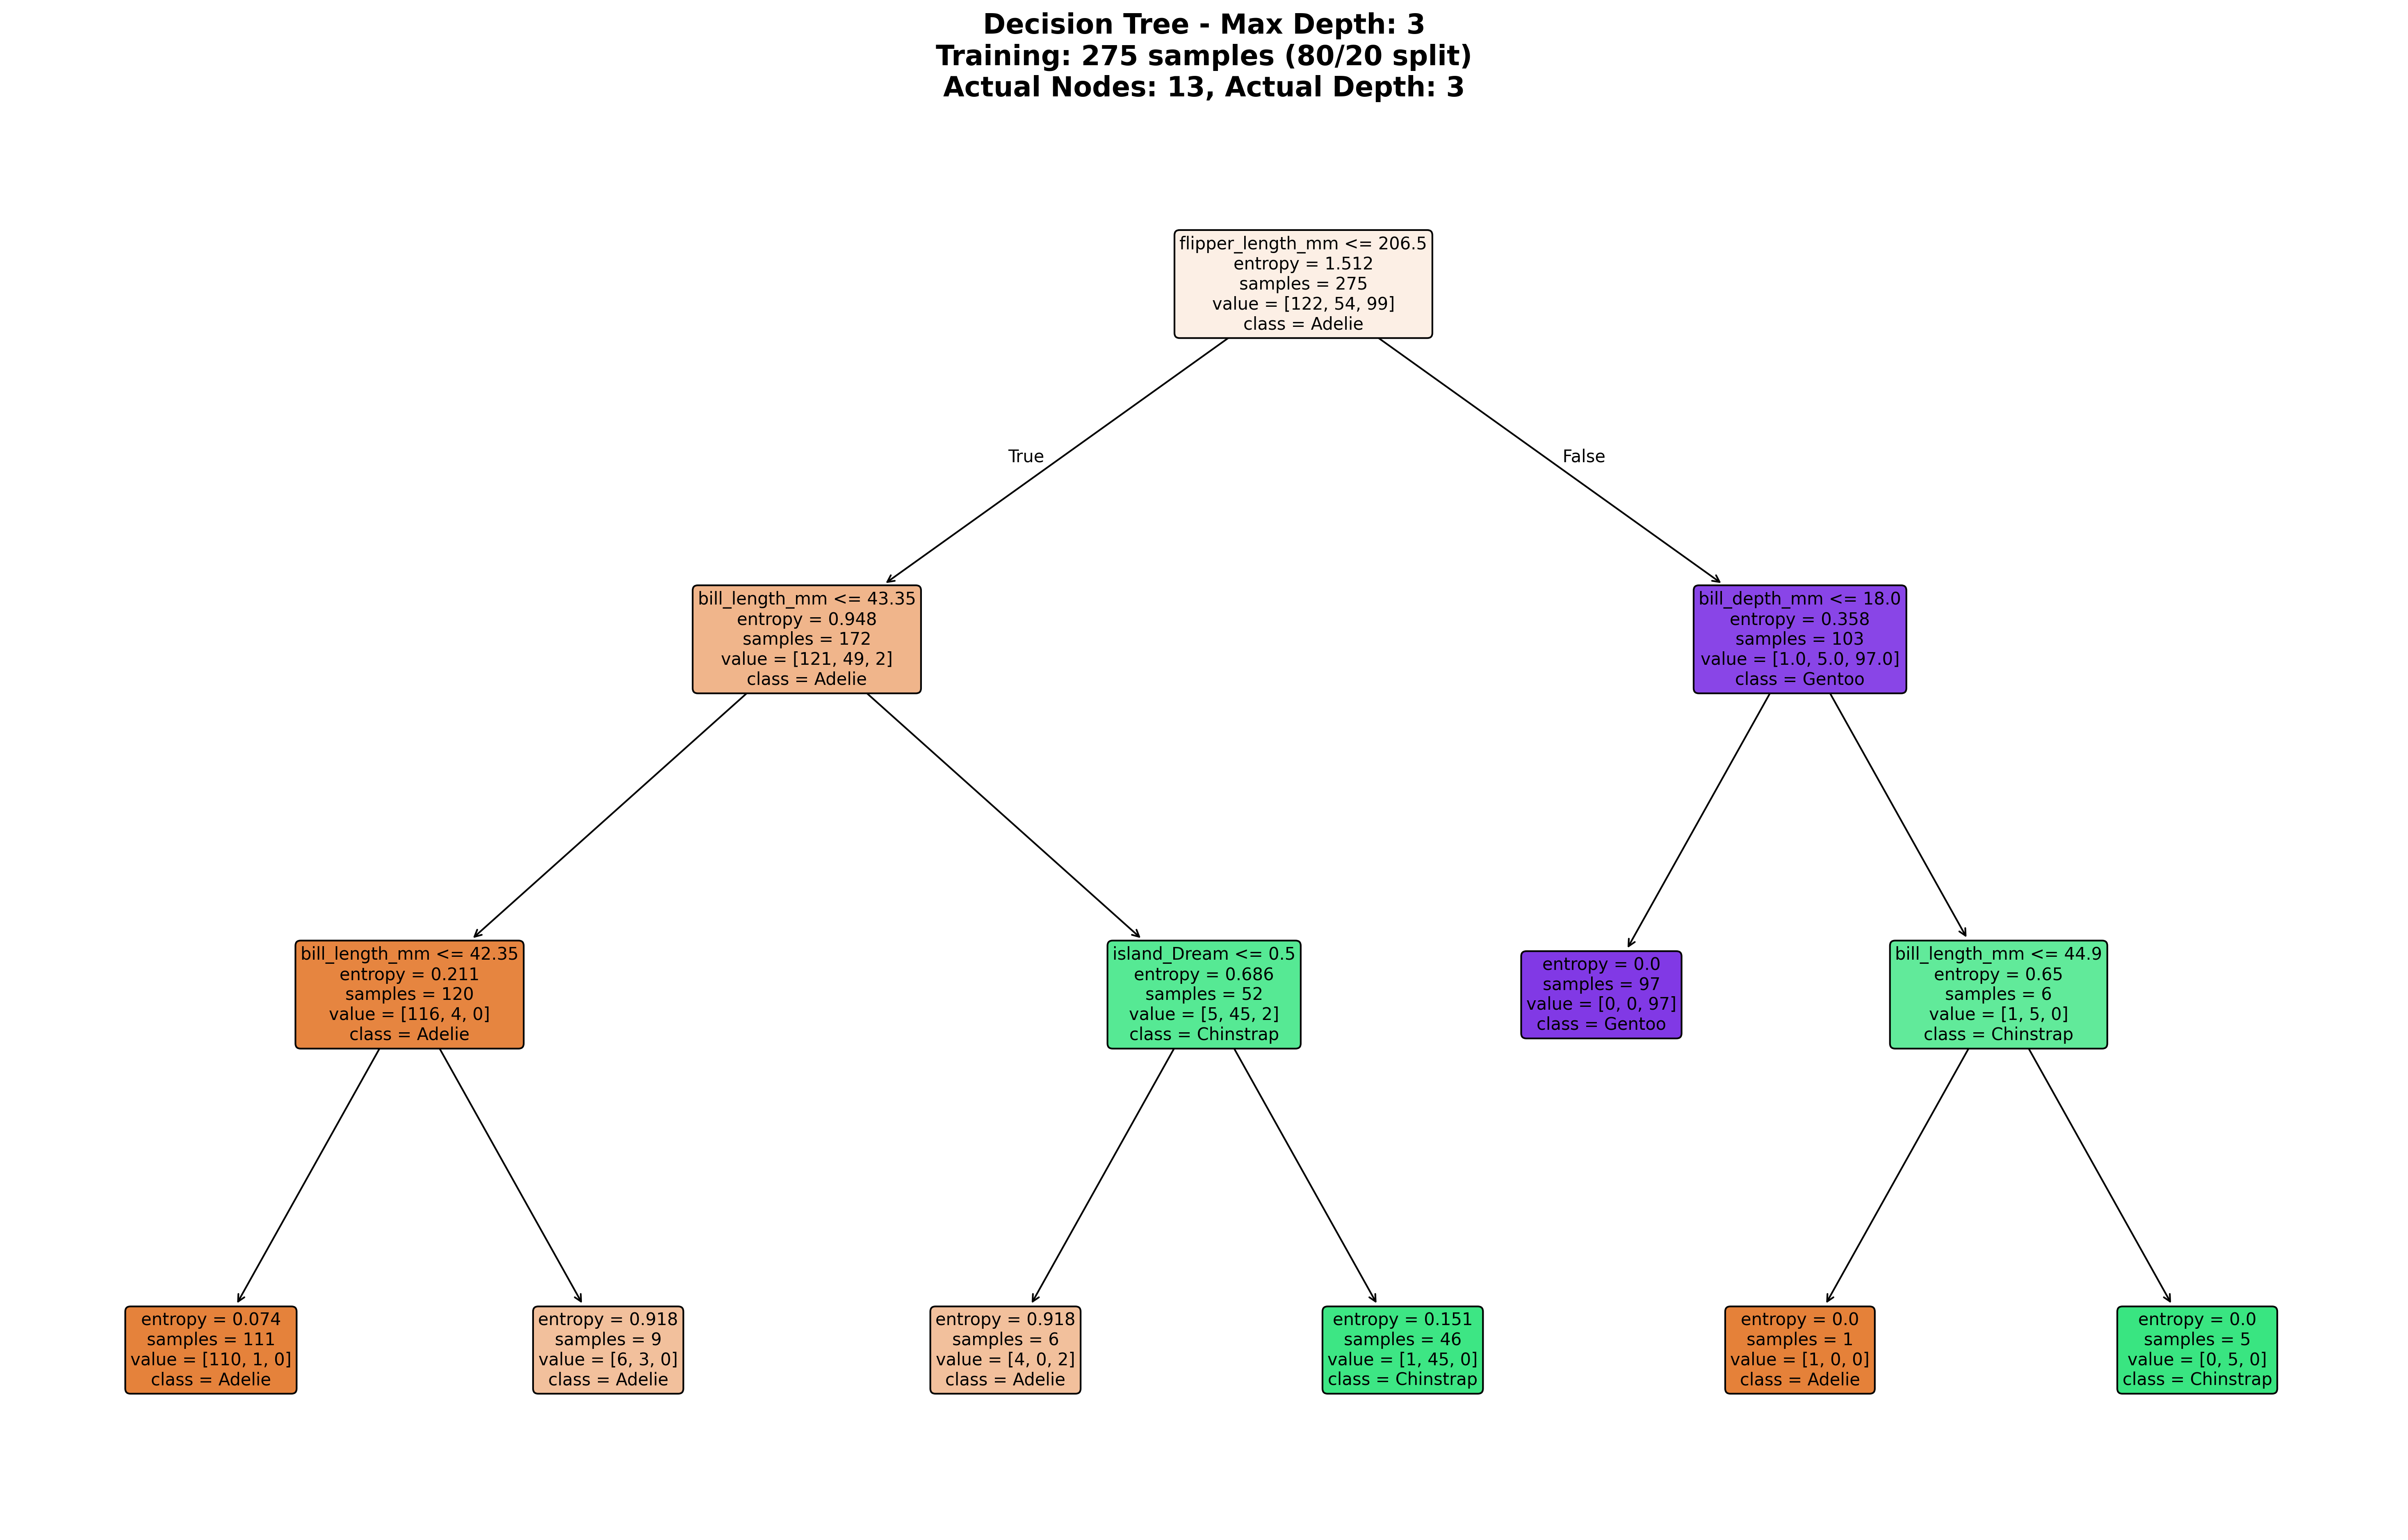 Decision Tree - Max Depth: 3
Training: 275 samples (80/20 split)
Actual Nodes: 13, Actual Depth: 3
flipper_length_mm <= 206.5
entropy = 1.512
samples = 275
value = [122, 54, 99]
class = Adelie
True
False
bill_length_mm <= 43.35
entropy = 0.948
samples = 172
value = [121, 49, 2]
class = Adelie
bill_depth_mm <= 18.0
entropy = 0.358
samples = 103
value = [1.0, 5.0, 97.0]
class = Gentoo
bill_length_mm <= 42.35
entropy = 0.211
samples = 120
value = [116, 4, 0]
class = Adelie
island_Dream <= 0.5
entropy = 0.686
samples = 52
value = [5, 45, 2]
class = Chinstrap
entropy = 0.0
samples = 97
value = [0, 0, 97]
class = Gentoo
bill_length_mm <= 44.9
entropy = 0.65
samples = 6
value = [1, 5, 0]
class = Chinstrap
entropy = 0.074
samples = 111
value = [110, 1, 0]
class = Adelie
entropy = 0.918
samples = 9
value = [6, 3, 0]
class = Adelie
entropy = 0.918
samples = 6
value = [4, 0, 2]
class = Adelie
entropy = 0.151
samples = 46
value = [1, 45, 0]
class = Chinstrap
entropy = 0.0
samples = 1
value = [1, 0, 0]
class = Adelie
entropy = 0.0
samples = 5
value = [0, 5, 0]
class = Chinstrap